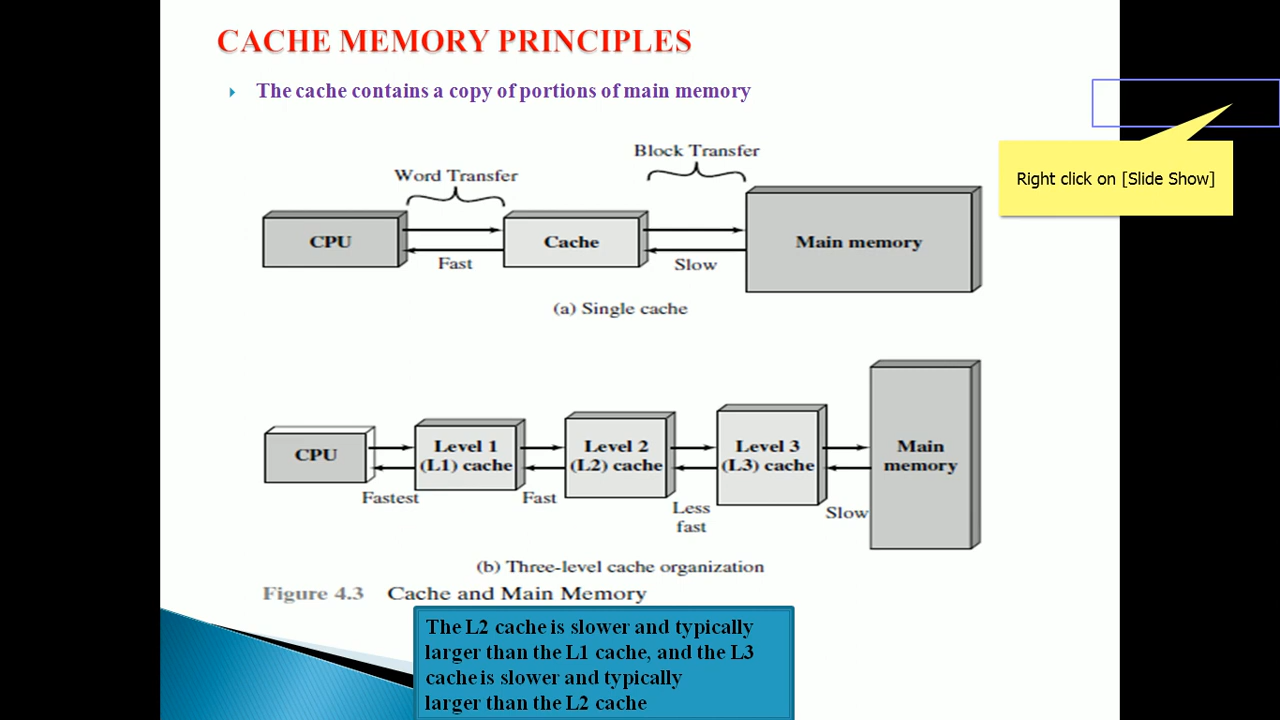 CACHE MEMORY PRINCIPLES
The cache contains a copy of portions of main memory
Right click on [Slide Show]
Block Transfer
Word Transfer
CPU
Cache
Main memory
Fast
Slow
(a) Single cache
CPU
Level 1
(L1) cache
Level 2
(L2) cache
Level 3
(L3) cache
Main
memory
Fastest
Fast
Less
fast
Slow
(b) Three-level cache organization
Figure 4.3 Cache and Main Memory
The L2 cache is slower and typically
larger than the L1 cache, and the L3
cache is slower and typically
larger than the L2 cache